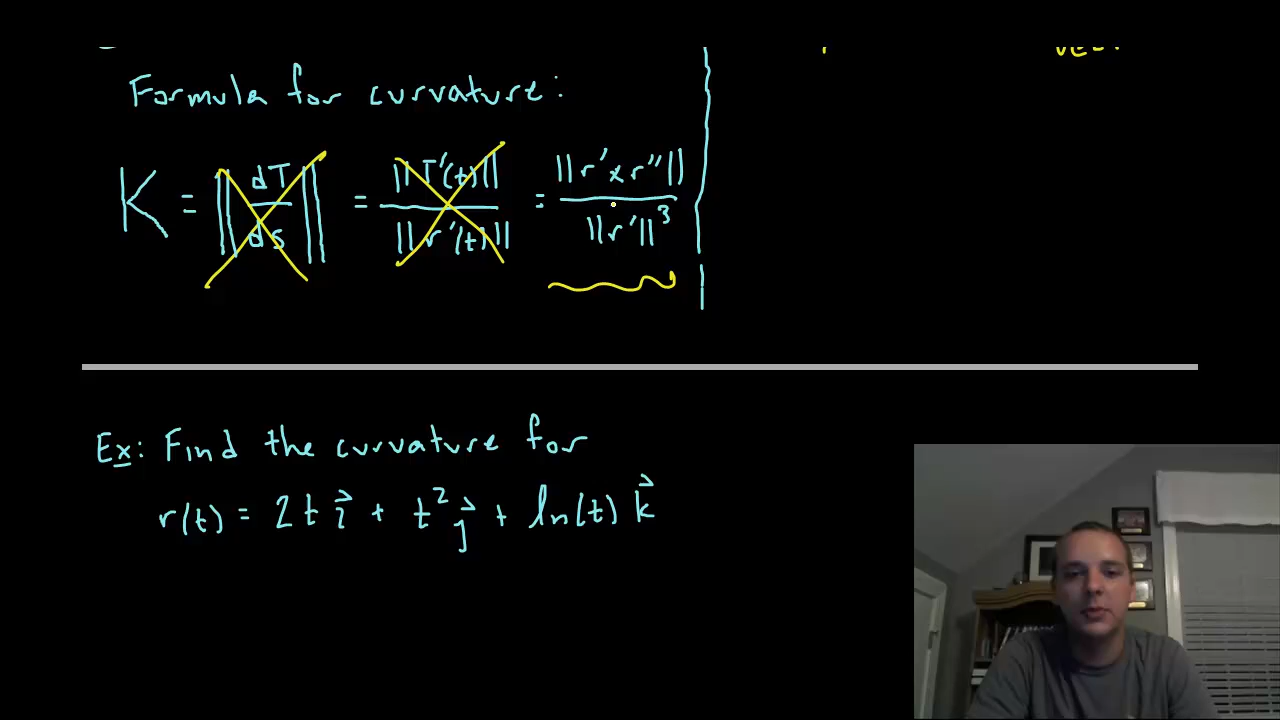 Formula for curvature:
K = ||dT/ds|| = ||T'(t)||/||r'(t)|| = ||r' x r''||/||r'||³
Ex: Find the curvature for
r(t) = 2t i⃗ + t² j⃗ + ln(t) k⃗